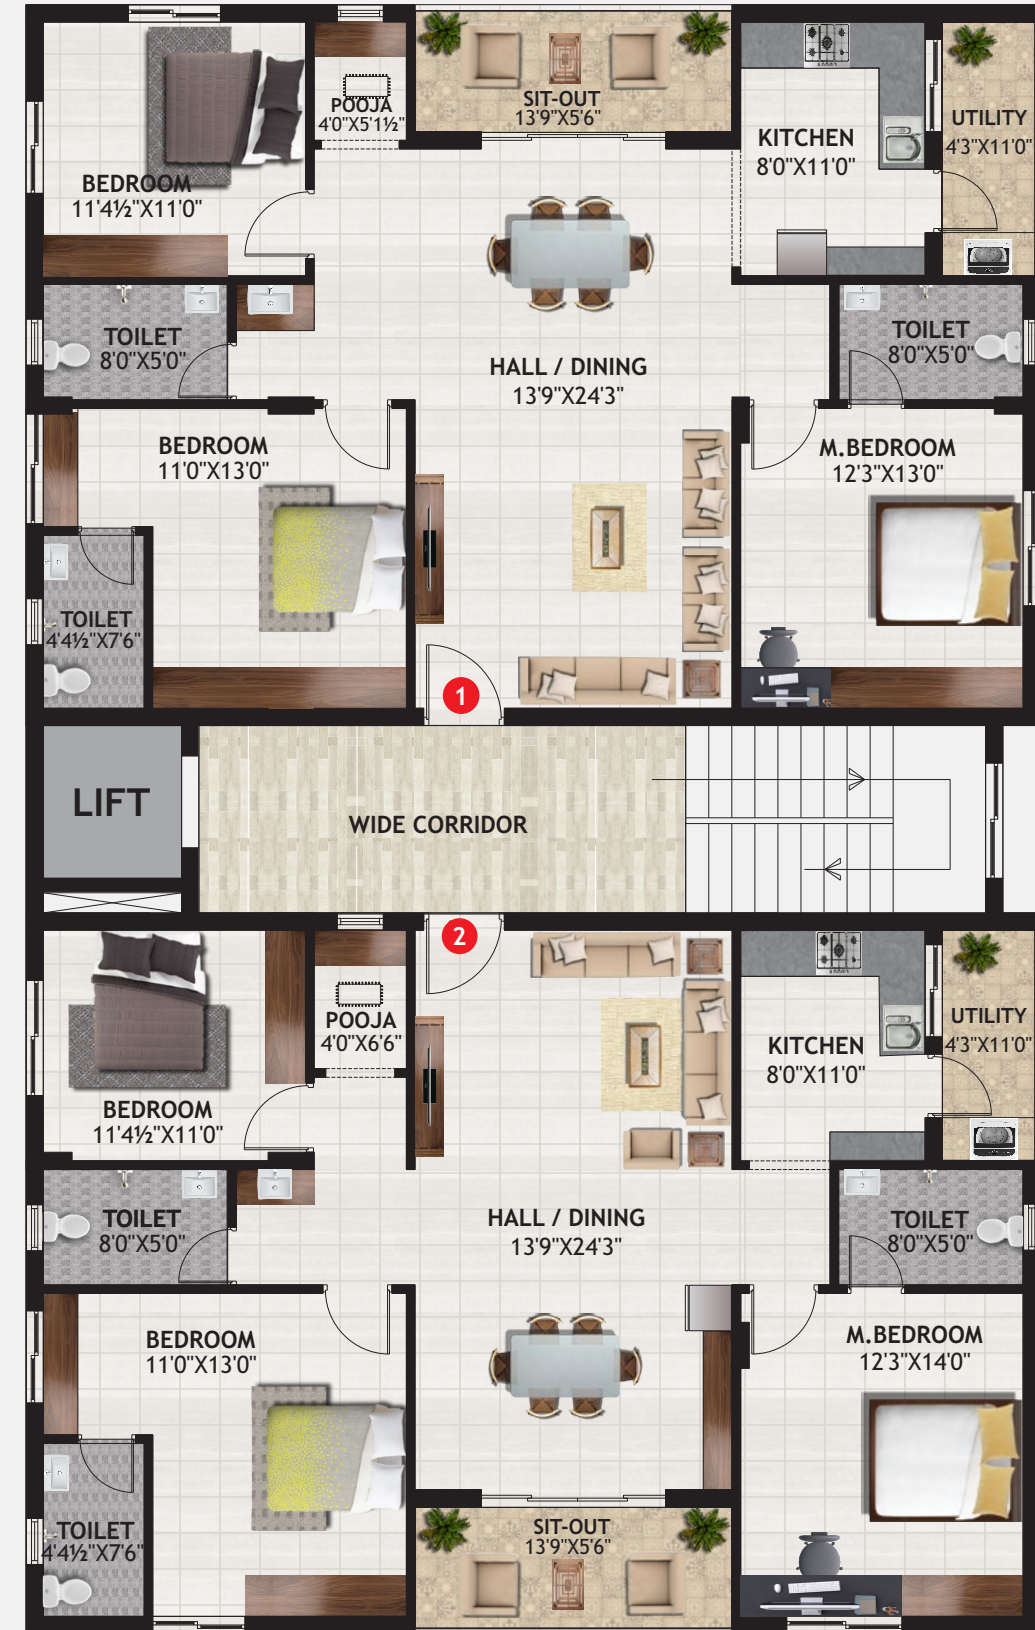 SIT-OUT
13'9"X5'6"
POOJA
4'0"X5'1½"
UTILITY
4'3"X11'0"
KITCHEN
8'0"X11'0"
BEDROOM
11'4½"X11'0"
TOILET
8'0"X5'0"
TOILET
8'0"X5'0"
HALL / DINING
13'9"X24'3"
BEDROOM
11'0"X13'0"
M.BEDROOM
12'3"X13'0"
TOILET
4'4½"X7'6"
1
LIFT
WIDE CORRIDOR
2
POOJA
4'0"X6'6"
UTILITY
4'3"X11'0"
KITCHEN
8'0"X11'0"
BEDROOM
11'4½"X11'0"
TOILET
8'0"X5'0"
HALL / DINING
13'9"X24'3"
TOILET
8'0"X5'0"
BEDROOM
11'0"X13'0"
M.BEDROOM
12'3"X14'0"
TOILET
4'4½"X7'6"
SIT-OUT
13'9"X5'6"